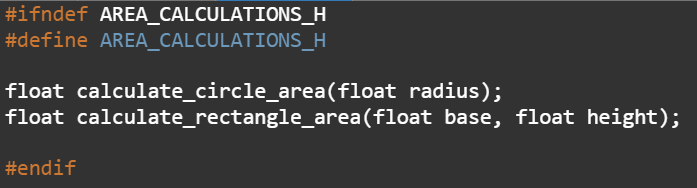 #ifndef AREA_CALCULATIONS_H
#define AREA_CALCULATIONS_H
float calculate_circle_area(float radius);
float calculate_rectangle_area(float base, float height);
#endif